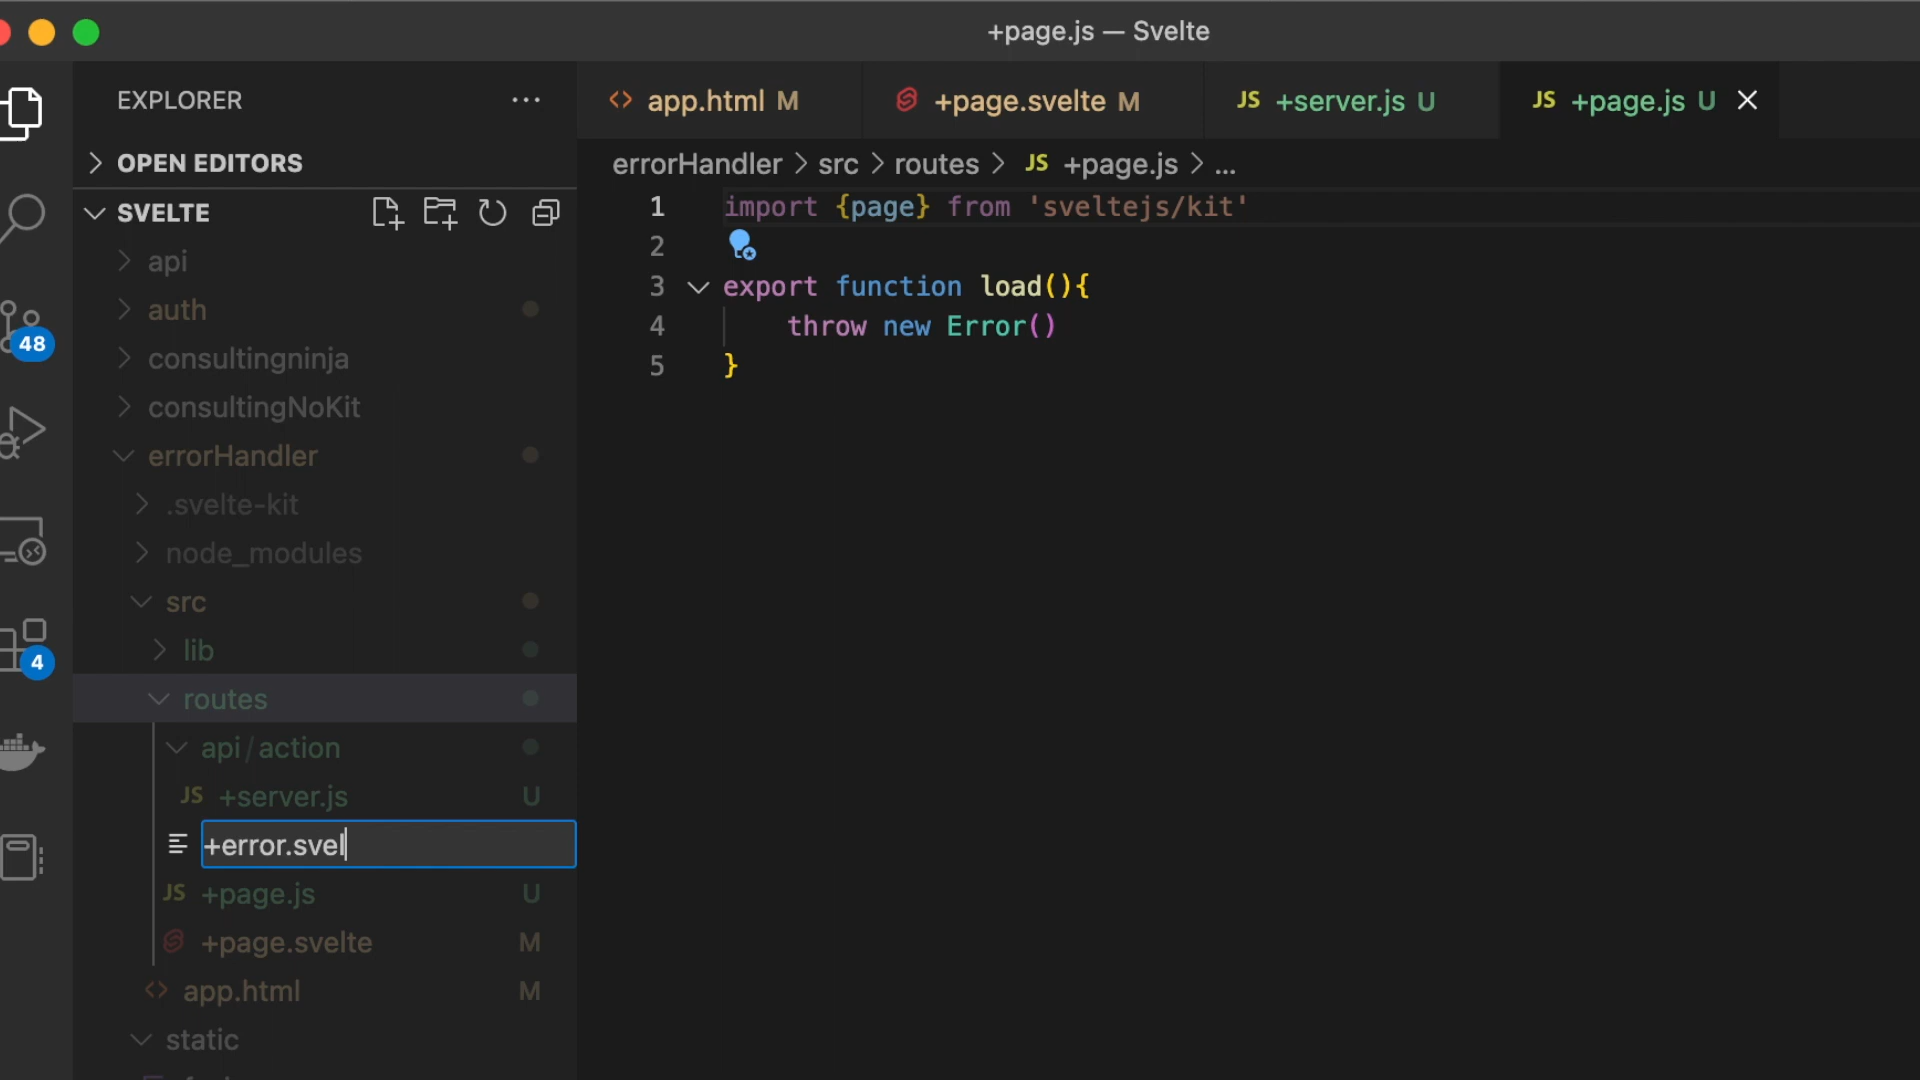 +page.js — Svelte
EXPLORER ...
OPEN EDITORS
SVELTE
api
auth
consultingninja
consultingNoKit
errorHandler
.svelte-kit
node_modules
src
lib
routes
api/action
JS +server.js U
+error.svel
JS +page.js U
+page.svelte M
<> app.html M
static
48
4
<> app.html M
+page.svelte M
JS +server.js U
JS +page.js U
errorHandler > src > routes > JS +page.js > ...
1 import {page} from 'sveltejs/kit'
2
3 export function load(){
4 throw new Error()
5 }